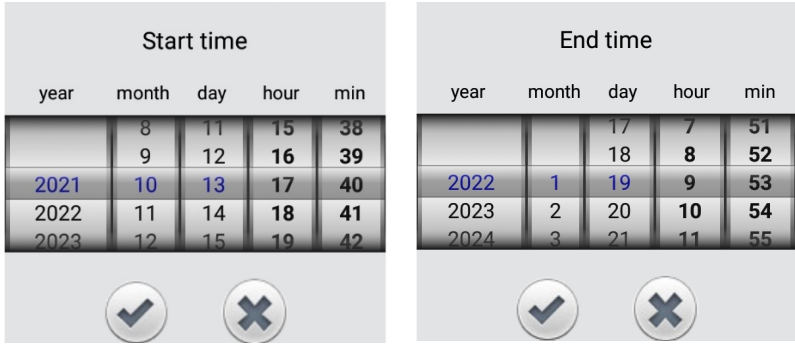 Start time
year month day hour min
8 11 15 38
9 12 16 39
2021 10 13 17 40
2022 11 14 18 41
2023 12 15 19 42
End time
year month day hour min
17 7 51
18 8 52
2022 1 19 9 53
2023 2 20 10 54
2024 3 21 11 55